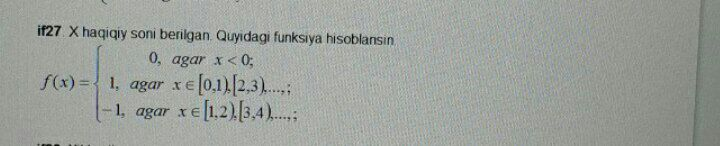 if27. X haqiqiy soni berilgan. Quyidagi funksiya hisoblansin.
0, agar x < 0;
f(x) = { 1, agar x ∈ [0,1),[2,3),...,;
-1, agar x ∈ [1,2),[3,4),...,;